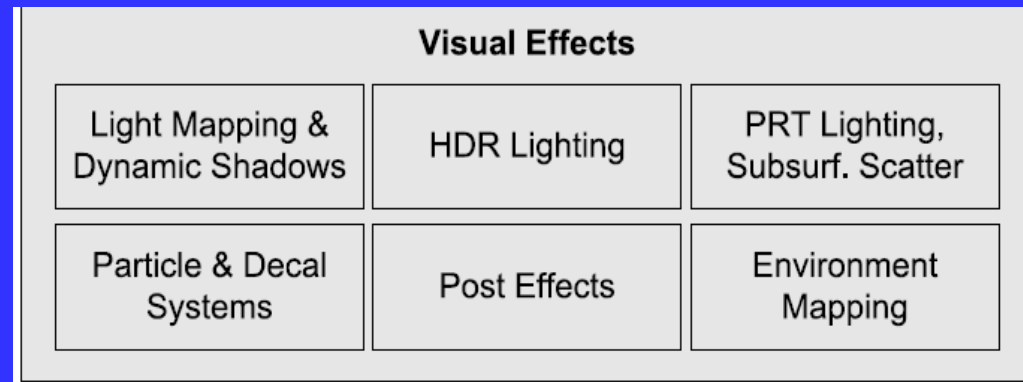 Visual Effects
Light Mapping &
Dynamic Shadows
HDR Lighting
PRT Lighting,
Subsurf. Scatter
Particle & Decal
Systems
Post Effects
Environment
Mapping